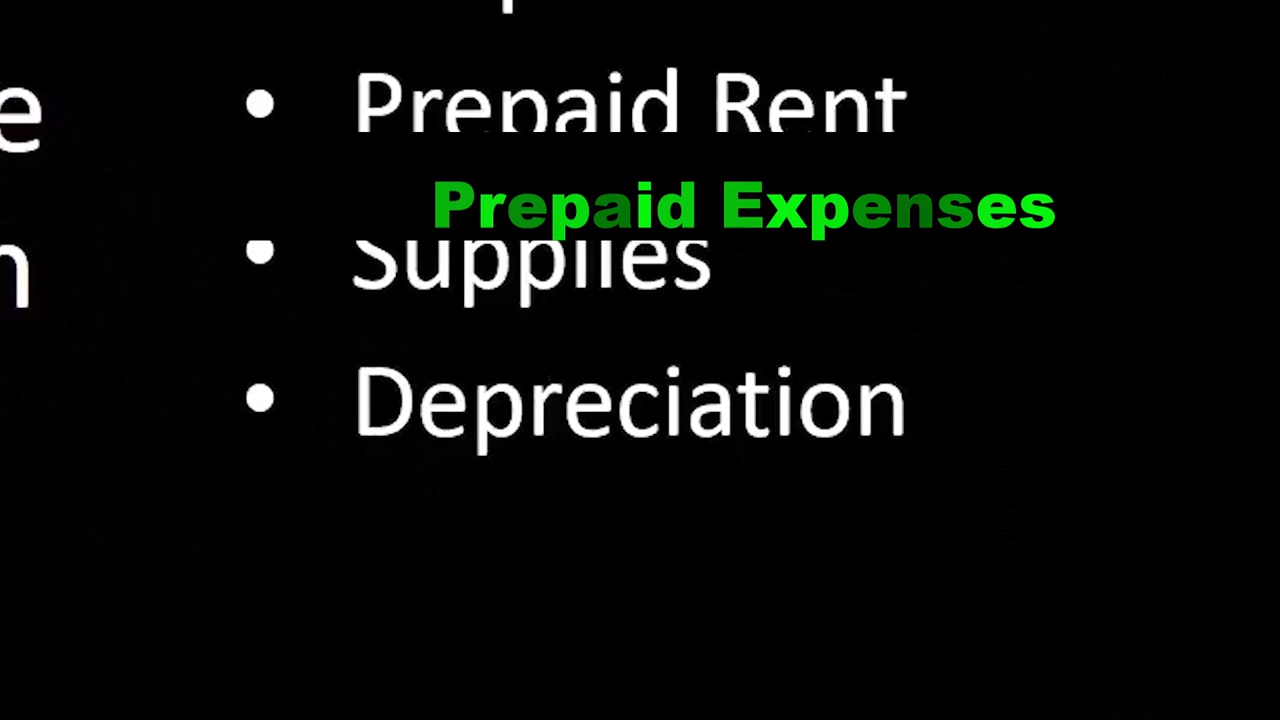 e
• Prepaid Rent
Prepaid Expenses
n
• Supplies
• Depreciation